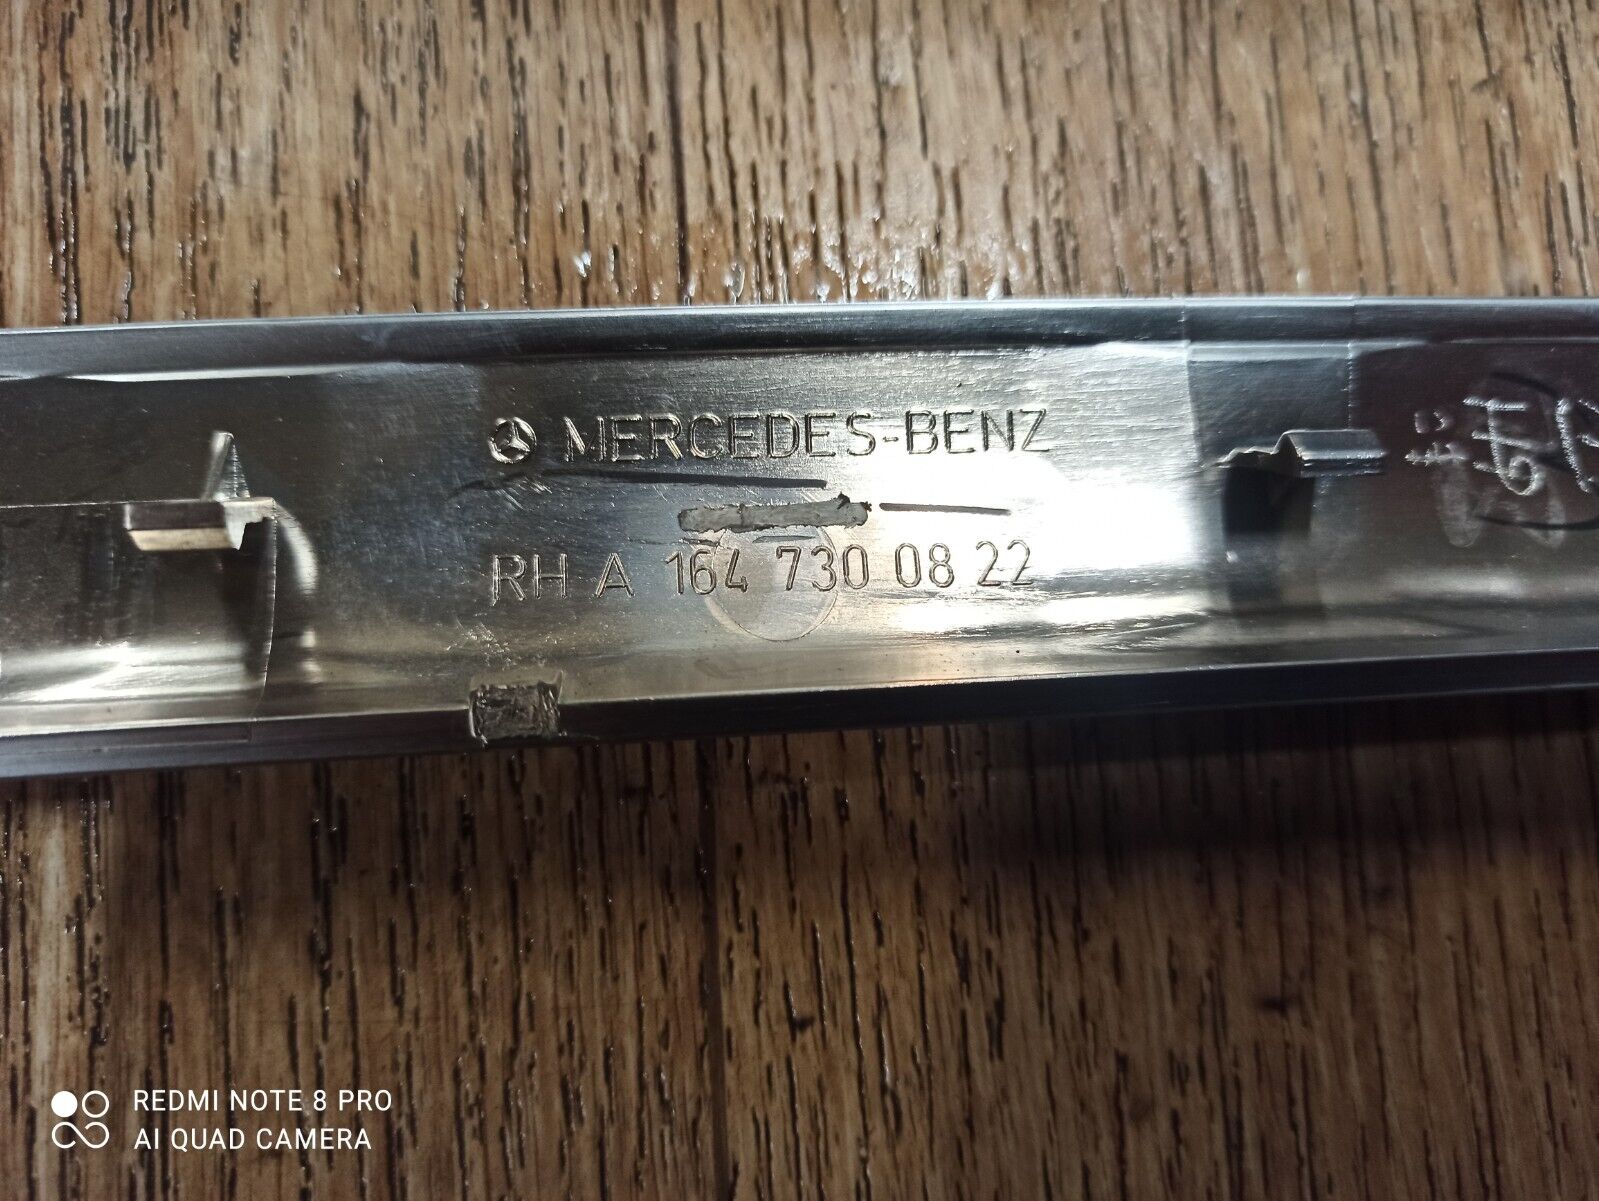 MERCEDES-BENZ
RH A 164 730 08 22
REDMI NOTE 8 PRO
AI QUAD CAMERA